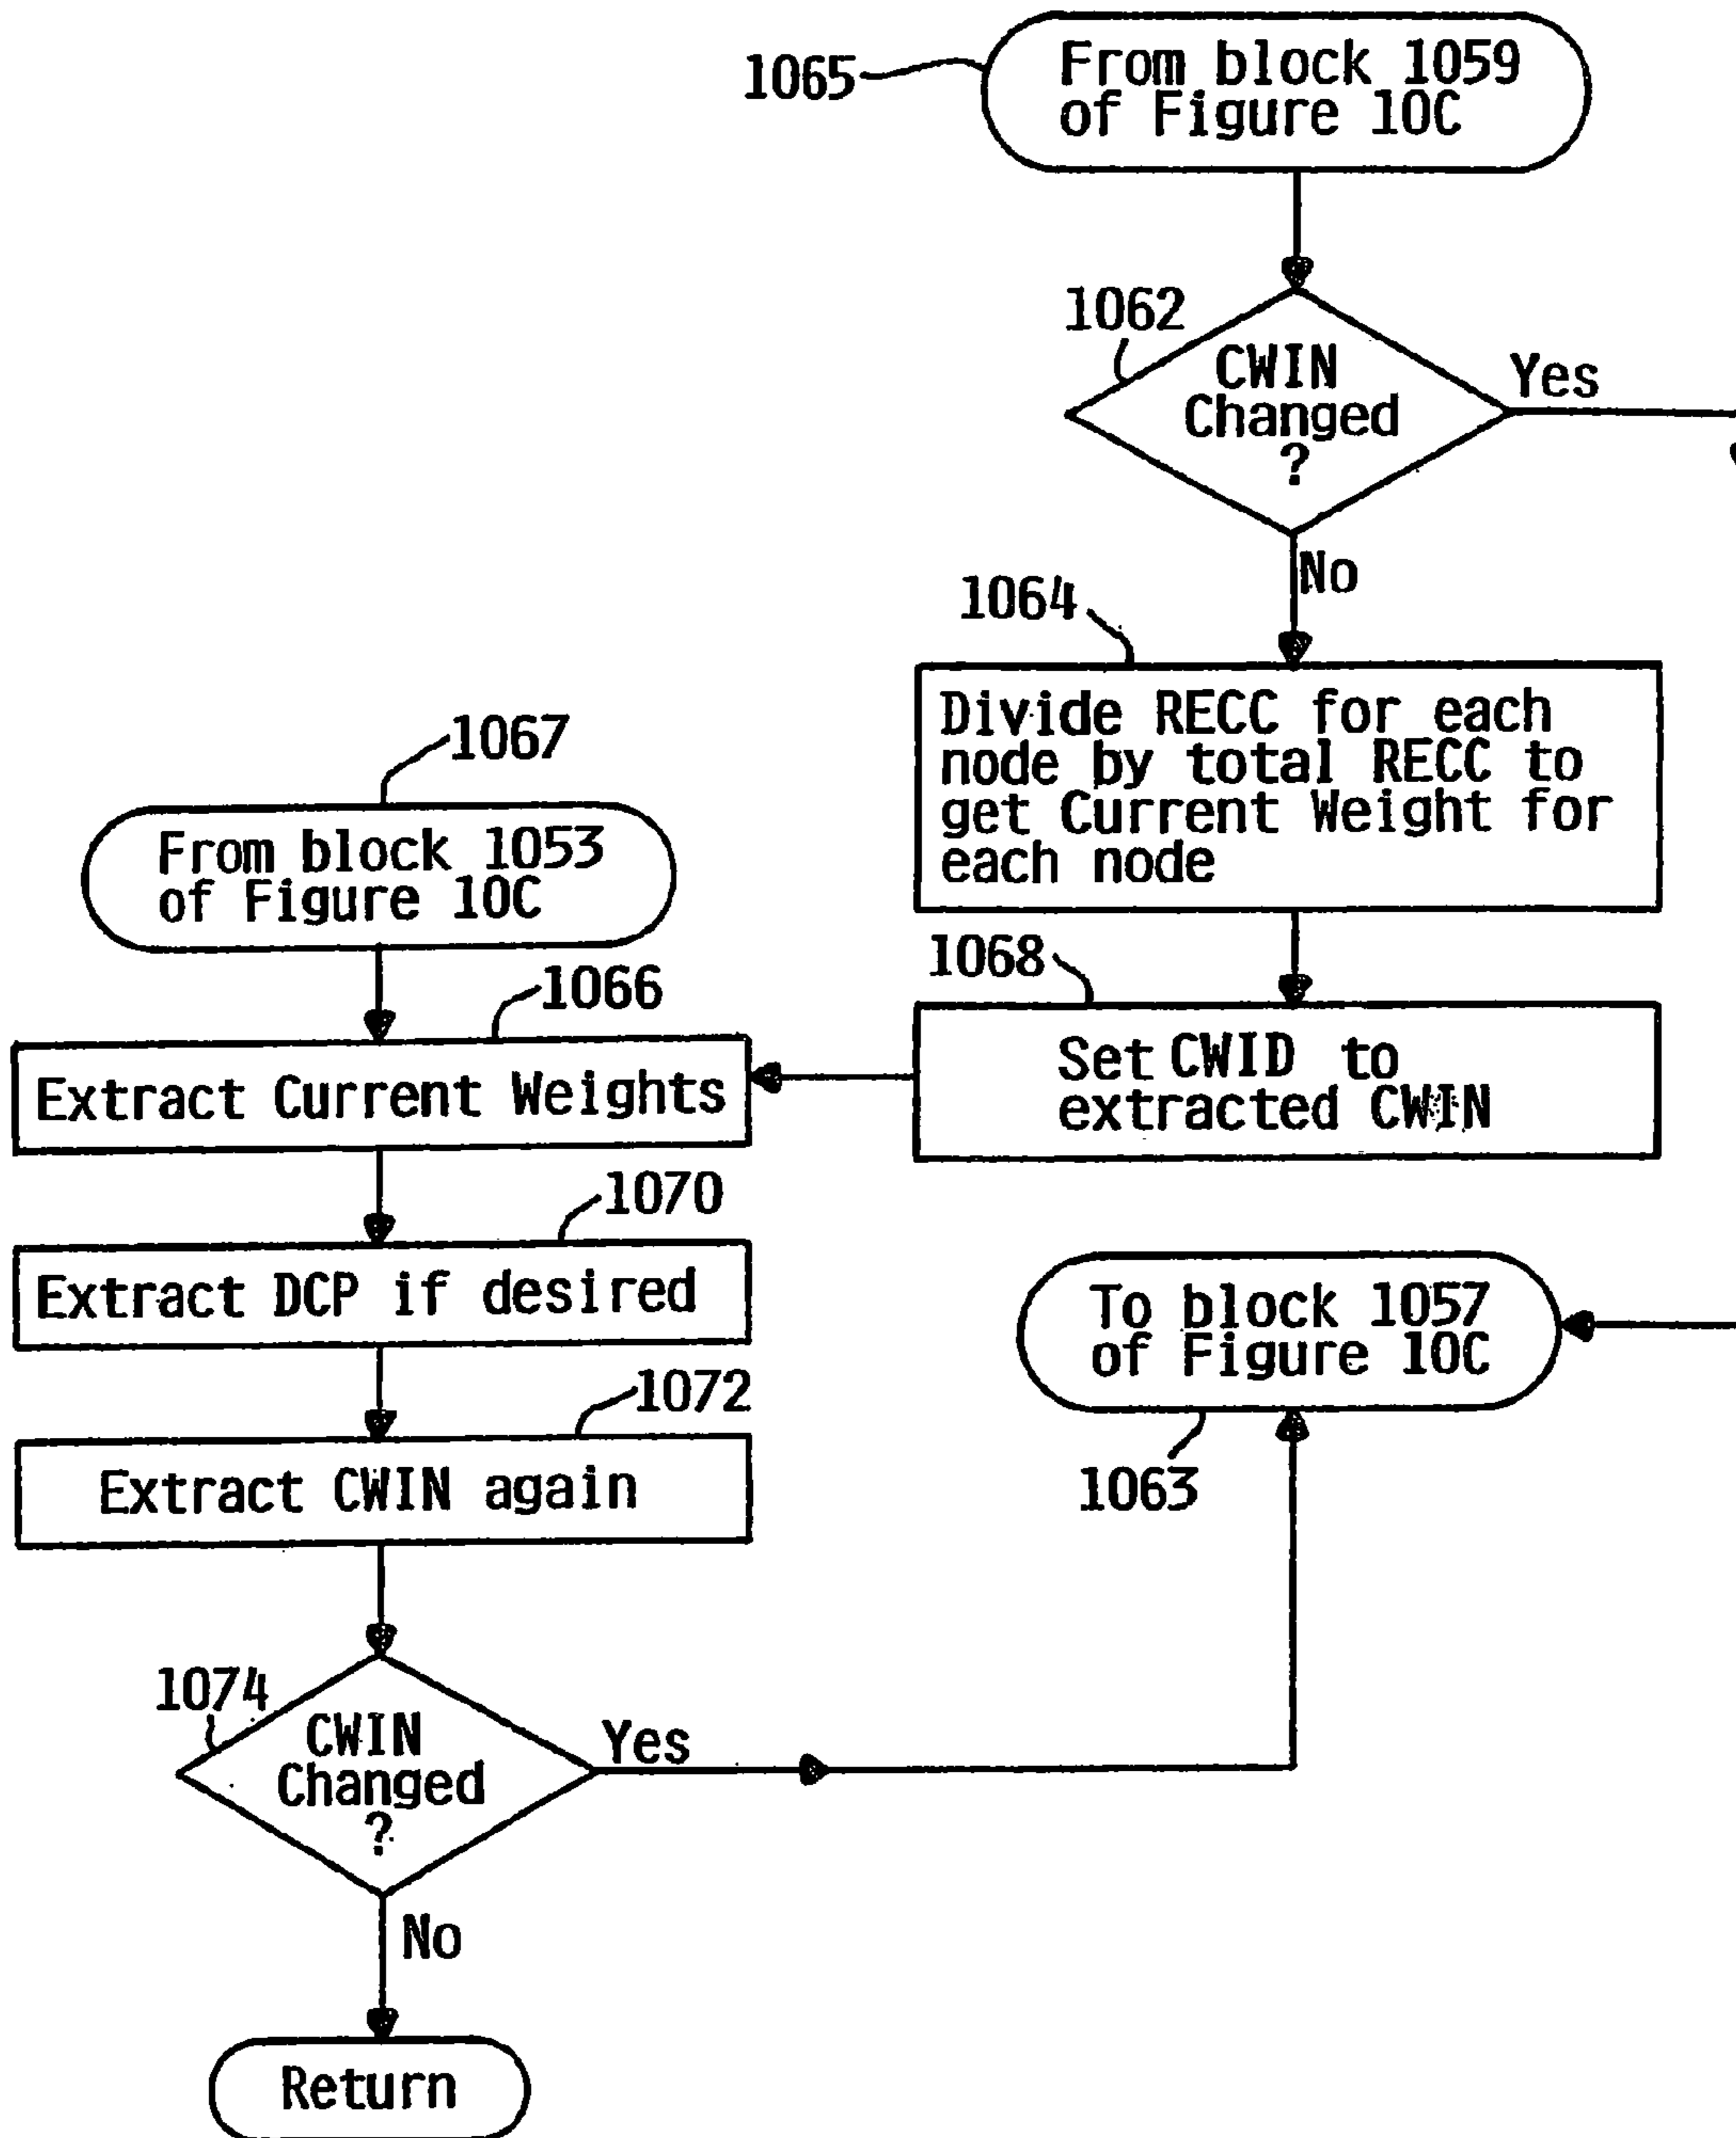 1065
From block 1059
of Figure 10C
1062
CWIN
Changed
?
Yes
No
1064
Divide RECC for each
node by total RECC to
get Current Weight for
each node
1067
From block 1053
of Figure 10C
1068
Set CWID to
extracted CWIN
1066
Extract Current Weights
1070
Extract DCP if desired
To block 1057
of Figure 10C
1063
1072
Extract CWIN again
1074
CWIN
Changed
?
Yes
No
Return